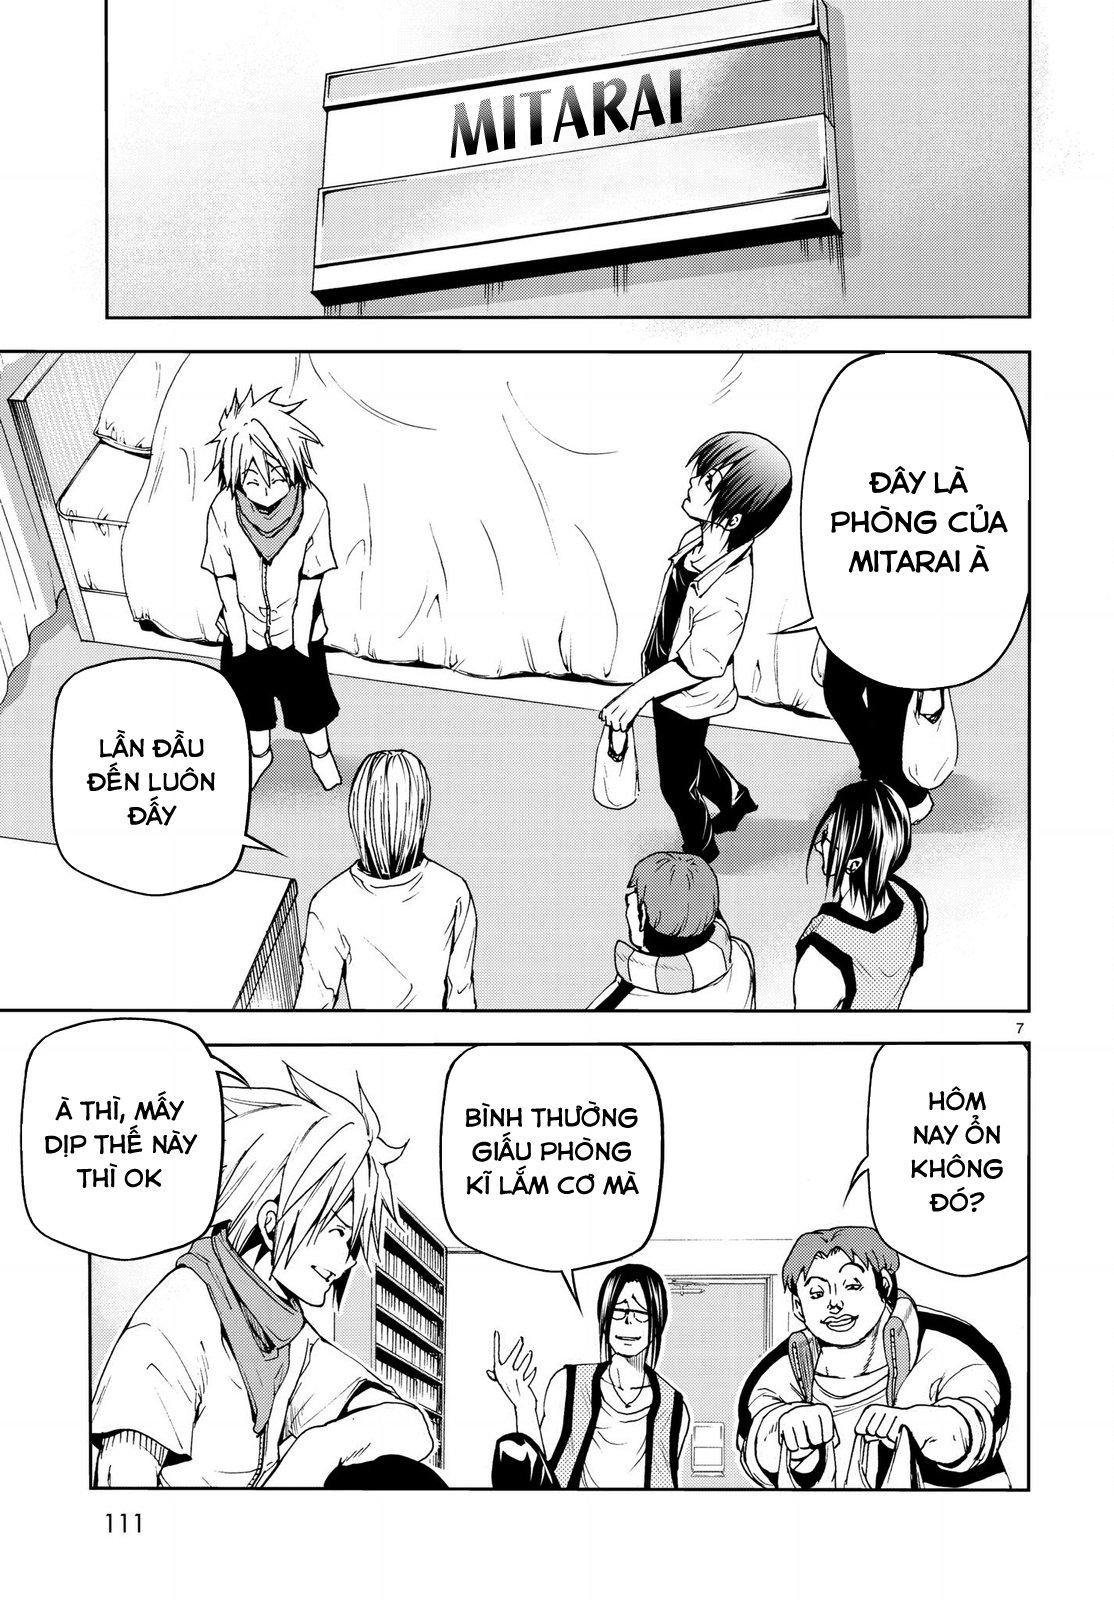 MITARAI
ĐÂY LÀ
PHÒNG CỦA
MITARAI À
LẦN ĐẦU
ĐẾN LUÔN
ĐẤY
7
HÔM
NAY ỔN
KHÔNG
ĐÓ?
BÌNH THƯỜNG
GIẤU PHÒNG
KĨ LẮM CƠ MÀ
À THÌ, MẤY
DỊP THẾ NÀY
THÌ OK
111